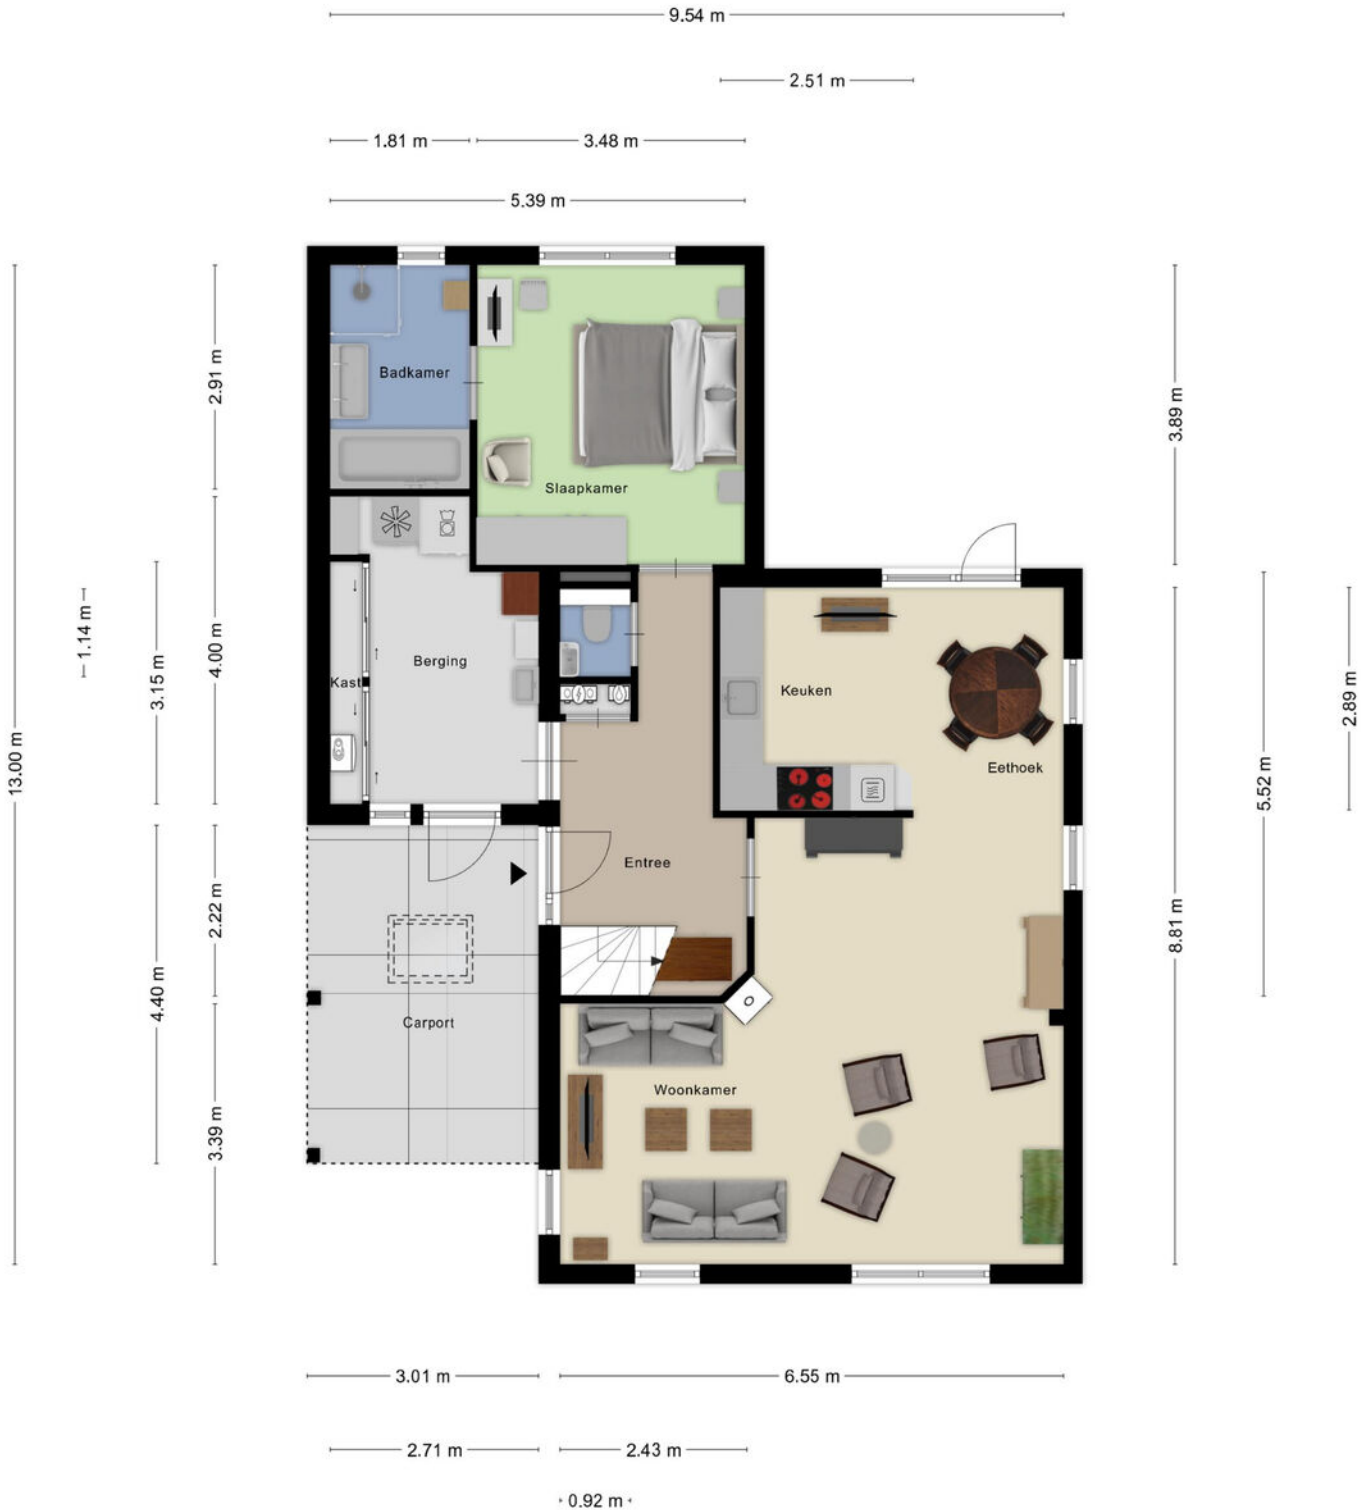 9.54 m
2.51 m
1.81 m
3.48 m
5.39 m
13.00 m
2.91 m
3.89 m
Badkamer
Slaapkamer
1.14 m
3.15 m
4.00 m
Berging
Kast
Keuken
Eethoek
5.52 m
2.89 m
Entree
2.22 m
8.81 m
4.40 m
Carport
Woonkamer
3.39 m
3.01 m
6.55 m
2.71 m
2.43 m
0.92 m